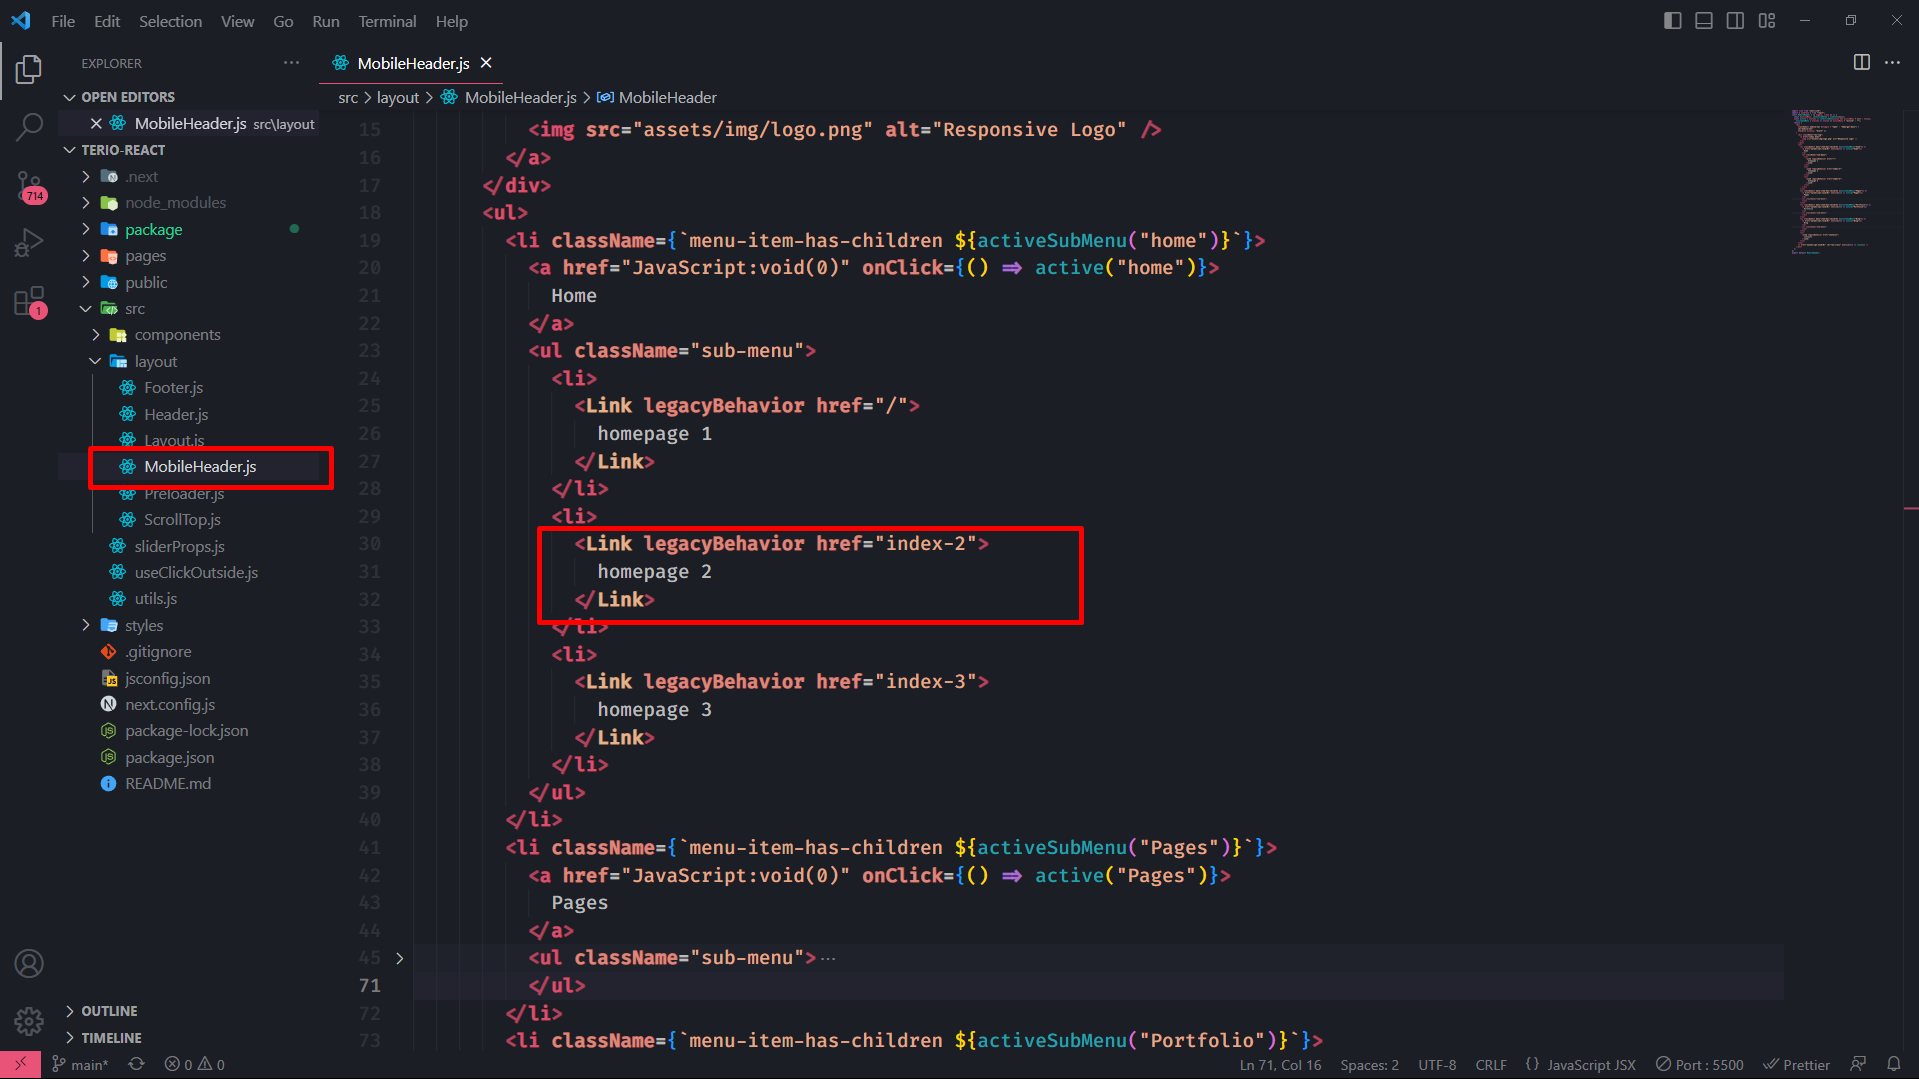 File Edit Selection View Go Run Terminal Help
EXPLORER
OPEN EDITORS
MobileHeader.js src\layout
TERIO-REACT
.next
node_modules
package
pages
public
src
components
layout
Footer.js
Header.js
Layout.js
MobileHeader.js
Preloader.js
ScrollTop.js
sliderProps.js
useClickOutside.js
utils.js
styles
.gitignore
jsconfig.json
next.config.js
package-lock.json
package.json
README.md
OUTLINE
TIMELINE
714
1
MobileHeader.js
src > layout > MobileHeader.js > MobileHeader
15 <img src="assets/img/logo.png" alt="Responsive Logo" />
16 </a>
17 </div>
18 <ul>
19 <li className={`menu-item-has-children ${activeSubMenu("home")}`}>
20 <a href="JavaScript:void(0)" onClick={() => active("home")}>
21 Home
22 </a>
23 <ul className="sub-menu">
24 <li>
25 <Link legacyBehavior href="/">
26 homepage 1
27 </Link>
28 </li>
29 <li>
30 <Link legacyBehavior href="index-2">
31 homepage 2
32 </Link>
33 </li>
34 <li>
35 <Link legacyBehavior href="index-3">
36 homepage 3
37 </Link>
38 </li>
39 </ul>
40 </li>
41 <li className={`menu-item-has-children ${activeSubMenu("Pages")}`}>
42 <a href="JavaScript:void(0)" onClick={() => active("Pages")}>
43 Pages
44 </a>
45 <ul className="sub-menu">···
71 </ul>
72 </li>
73 <li className={`menu-item-has-children ${activeSubMenu("Portfolio")}`}>
main* 0 0 Ln 71, Col 16 Spaces: 2 UTF-8 CRLF {} JavaScript JSX Port : 5500 Prettier